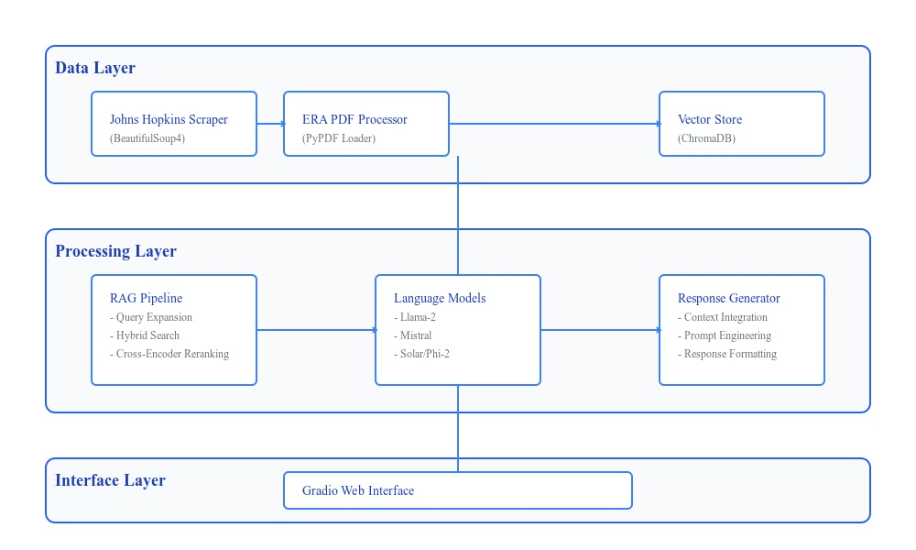 Data Layer
Johns Hopkins Scraper
(BeautifulSoup4)
ERA PDF Processor
(PyPDF Loader)
Vector Store
(ChromaDB)
Processing Layer
RAG Pipeline
- Query Expansion
- Hybrid Search
- Cross-Encoder Reranking
Language Models
- Llama-2
- Mistral
- Solar/Phi-2
Response Generator
- Context Integration
- Prompt Engineering
- Response Formatting
Interface Layer
Gradio Web Interface